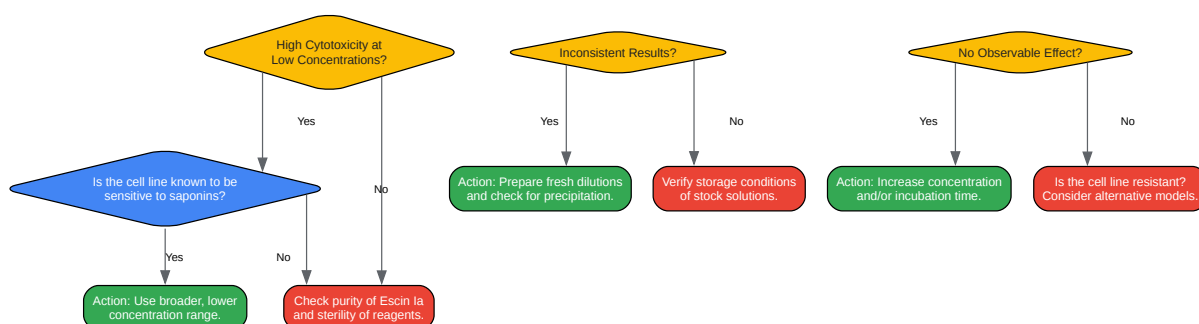 High Cytotoxicity at
Low Concentrations?
Yes
No
Is the cell line known to be
sensitive to saponins?
Yes
No
Action: Use broader, lower
concentration range.
Check purity of Escin Ia
and sterility of reagents.
Inconsistent Results?
Yes
No
Action: Prepare fresh dilutions
and check for precipitation.
Verify storage conditions
of stock solutions.
No Observable Effect?
Yes
No
Action: Increase concentration
and/or incubation time.
Is the cell line resistant?
Consider alternative models.